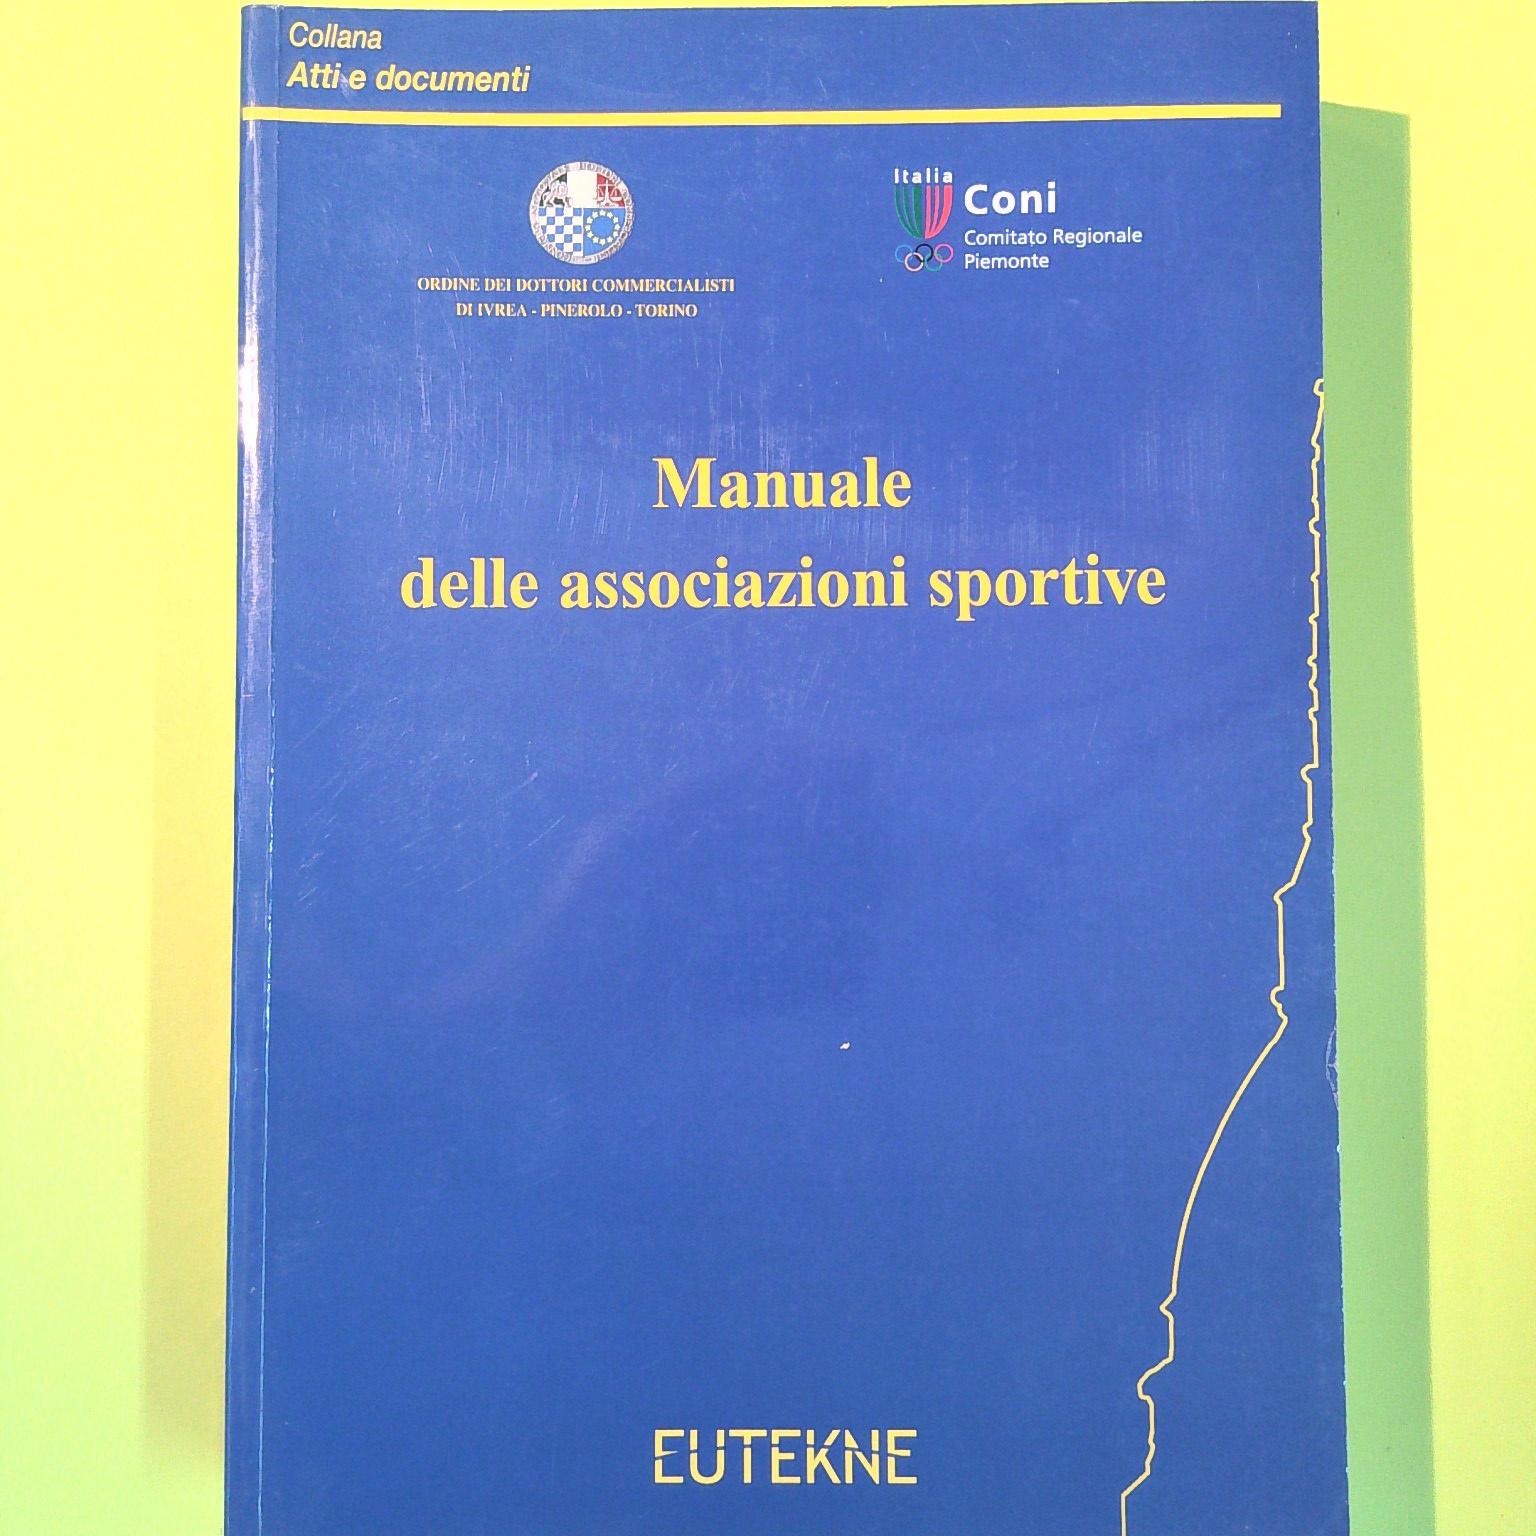 Collana
Atti e documenti
ORDINE DEI DOTTORI COMMERCIALISTI
DI IVREA - PINEROLO - TORINO
Italia
Coni
Comitato Regionale
Piemonte
Manuale
delle associazioni sportive
EUTEKNE